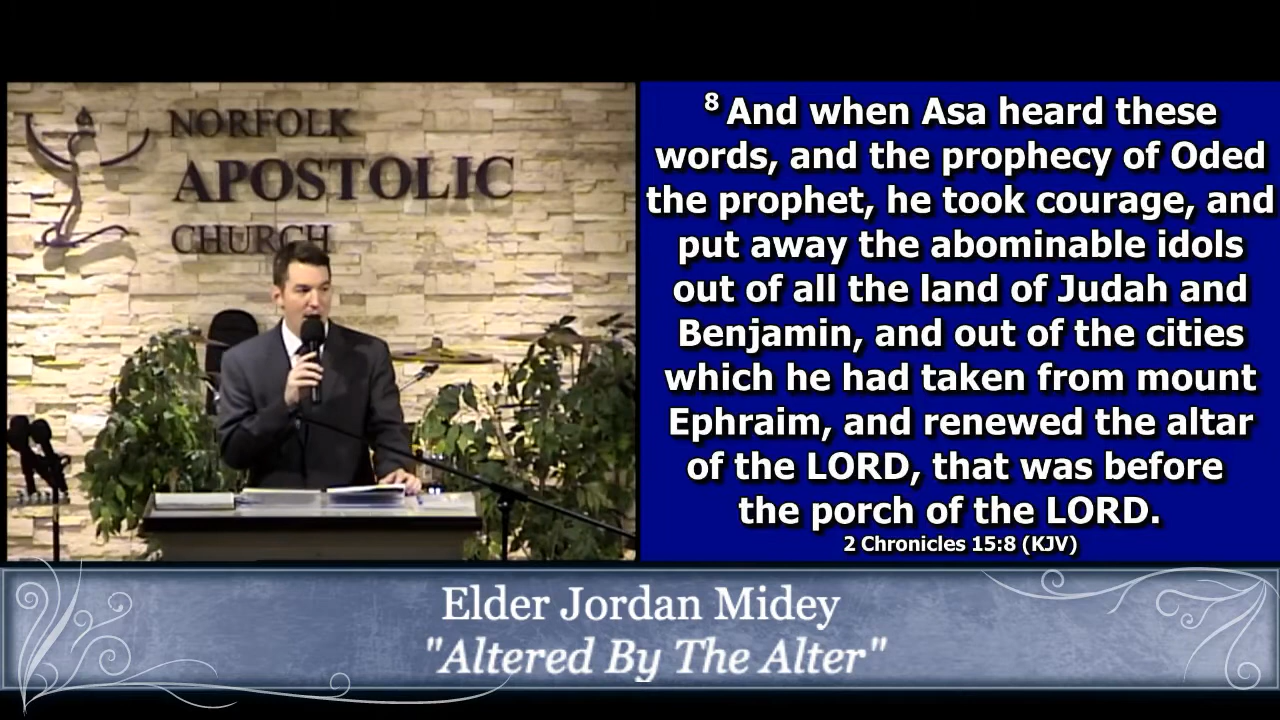 NORFOLK
APOSTOLIC
CHURCH
8 And when Asa heard these
words, and the prophecy of Oded
the prophet, he took courage, and
put away the abominable idols
out of all the land of Judah and
Benjamin, and out of the cities
which he had taken from mount
Ephraim, and renewed the altar
of the LORD, that was before
the porch of the LORD.
2 Chronicles 15:8 (KJV)
Elder Jordan Midey
"Altered By The Alter"